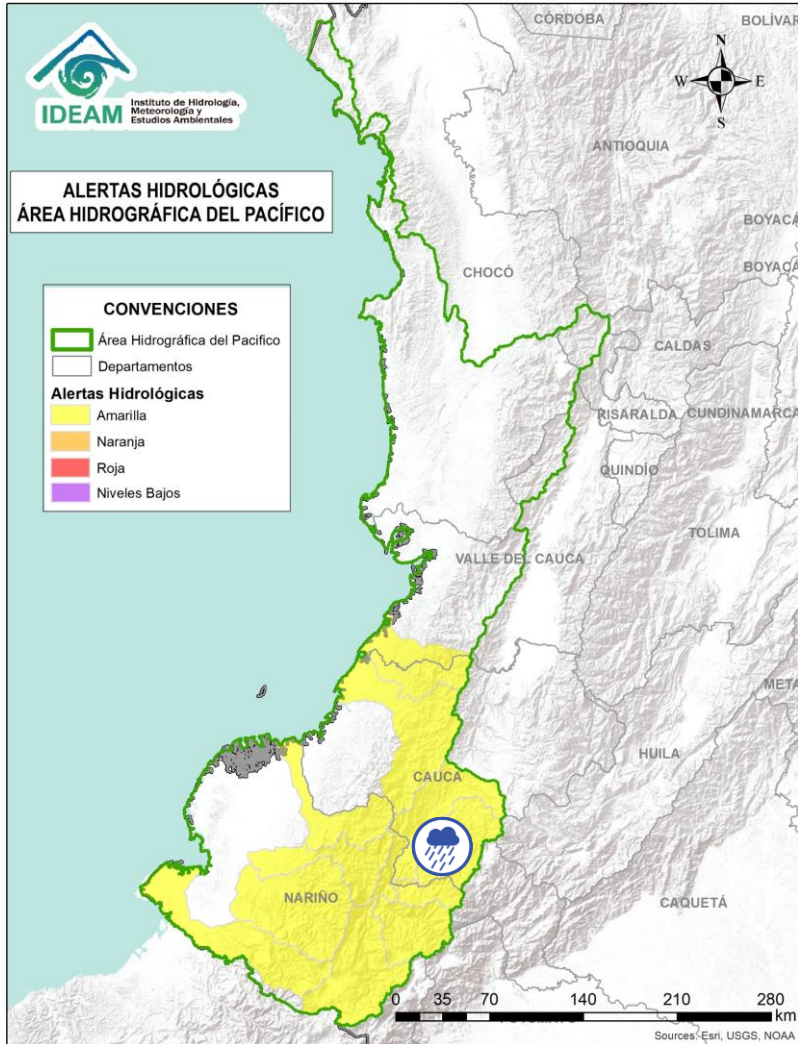 CÓRDOBA
BOLÍVAR
IDEAM
Instituto de Hidrología,
Meteorología y
Estudios Ambientales
N
W E
S
ANTIOQUIA
ALERTAS HIDROLÓGICAS
ÁREA HIDROGRÁFICA DEL PACÍFICO
BOYACÁ
BOYACÁ
CHOCÓ
CONVENCIONES
Área Hidrográfica del Pacífico
Departamentos
Alertas Hidrológicas
Amarilla
Naranja
Roja
Niveles Bajos
CALDAS
RISARALDA
CUNDINAMARCA
QUINDÍO
TOLIMA
VALLE DEL CAUCA
META
HUILA
CAUCA
NARIÑO
CAQUETÁ
0 35 70 140 210 280
km
Sources: Esri, USGS, NOAA